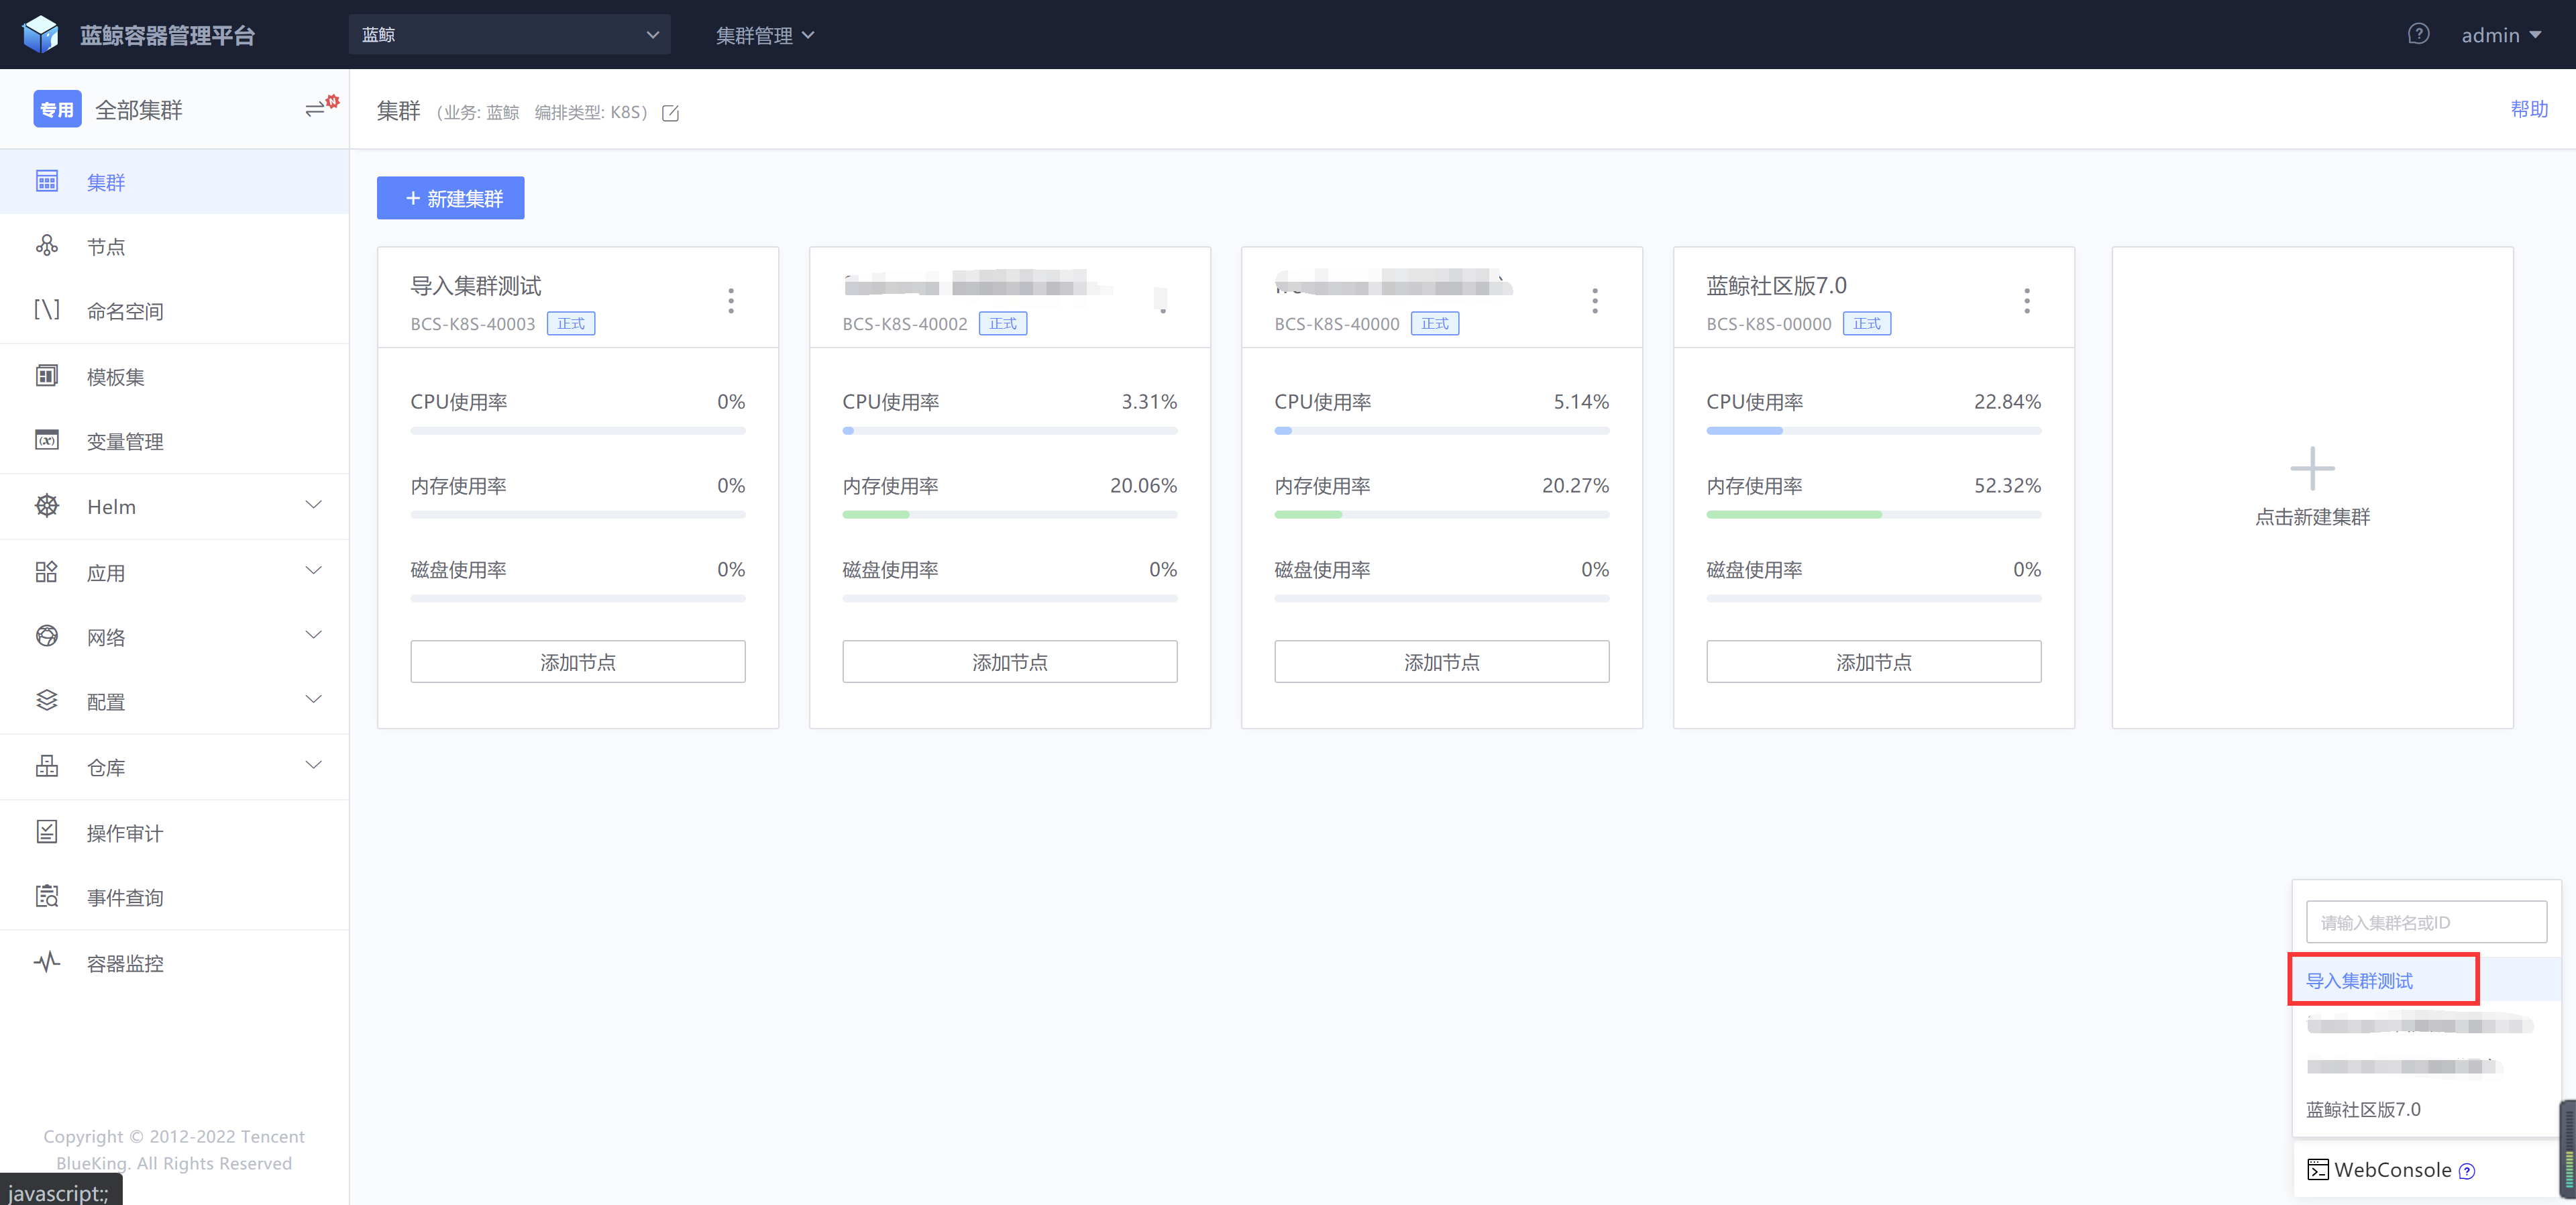 蓝鲸容器管理平台
蓝鲸
集群管理
admin
专用 全部集群
集群 (业务: 蓝鲸 编排类型: K8S)
帮助
集群
节点
命名空间
模板集
变量管理
Helm
应用
网络
配置
仓库
操作审计
事件查询
容器监控
Copyright © 2012-2022 Tencent
BlueKing. All Rights Reserved
javascript:;
+ 新建集群
导入集群测试
BCS-K8S-40003 正式
CPU使用率 0%
内存使用率 0%
磁盘使用率 0%
添加节点
BCS-K8S-40002 正式
CPU使用率 3.31%
内存使用率 20.06%
磁盘使用率 0%
添加节点
BCS-K8S-40000 正式
CPU使用率 5.14%
内存使用率 20.27%
磁盘使用率 0%
添加节点
蓝鲸社区版7.0
BCS-K8S-00000 正式
CPU使用率 22.84%
内存使用率 52.32%
磁盘使用率 0%
添加节点
点击新建集群
请输入集群名或ID
导入集群测试
蓝鲸社区版7.0
WebConsole